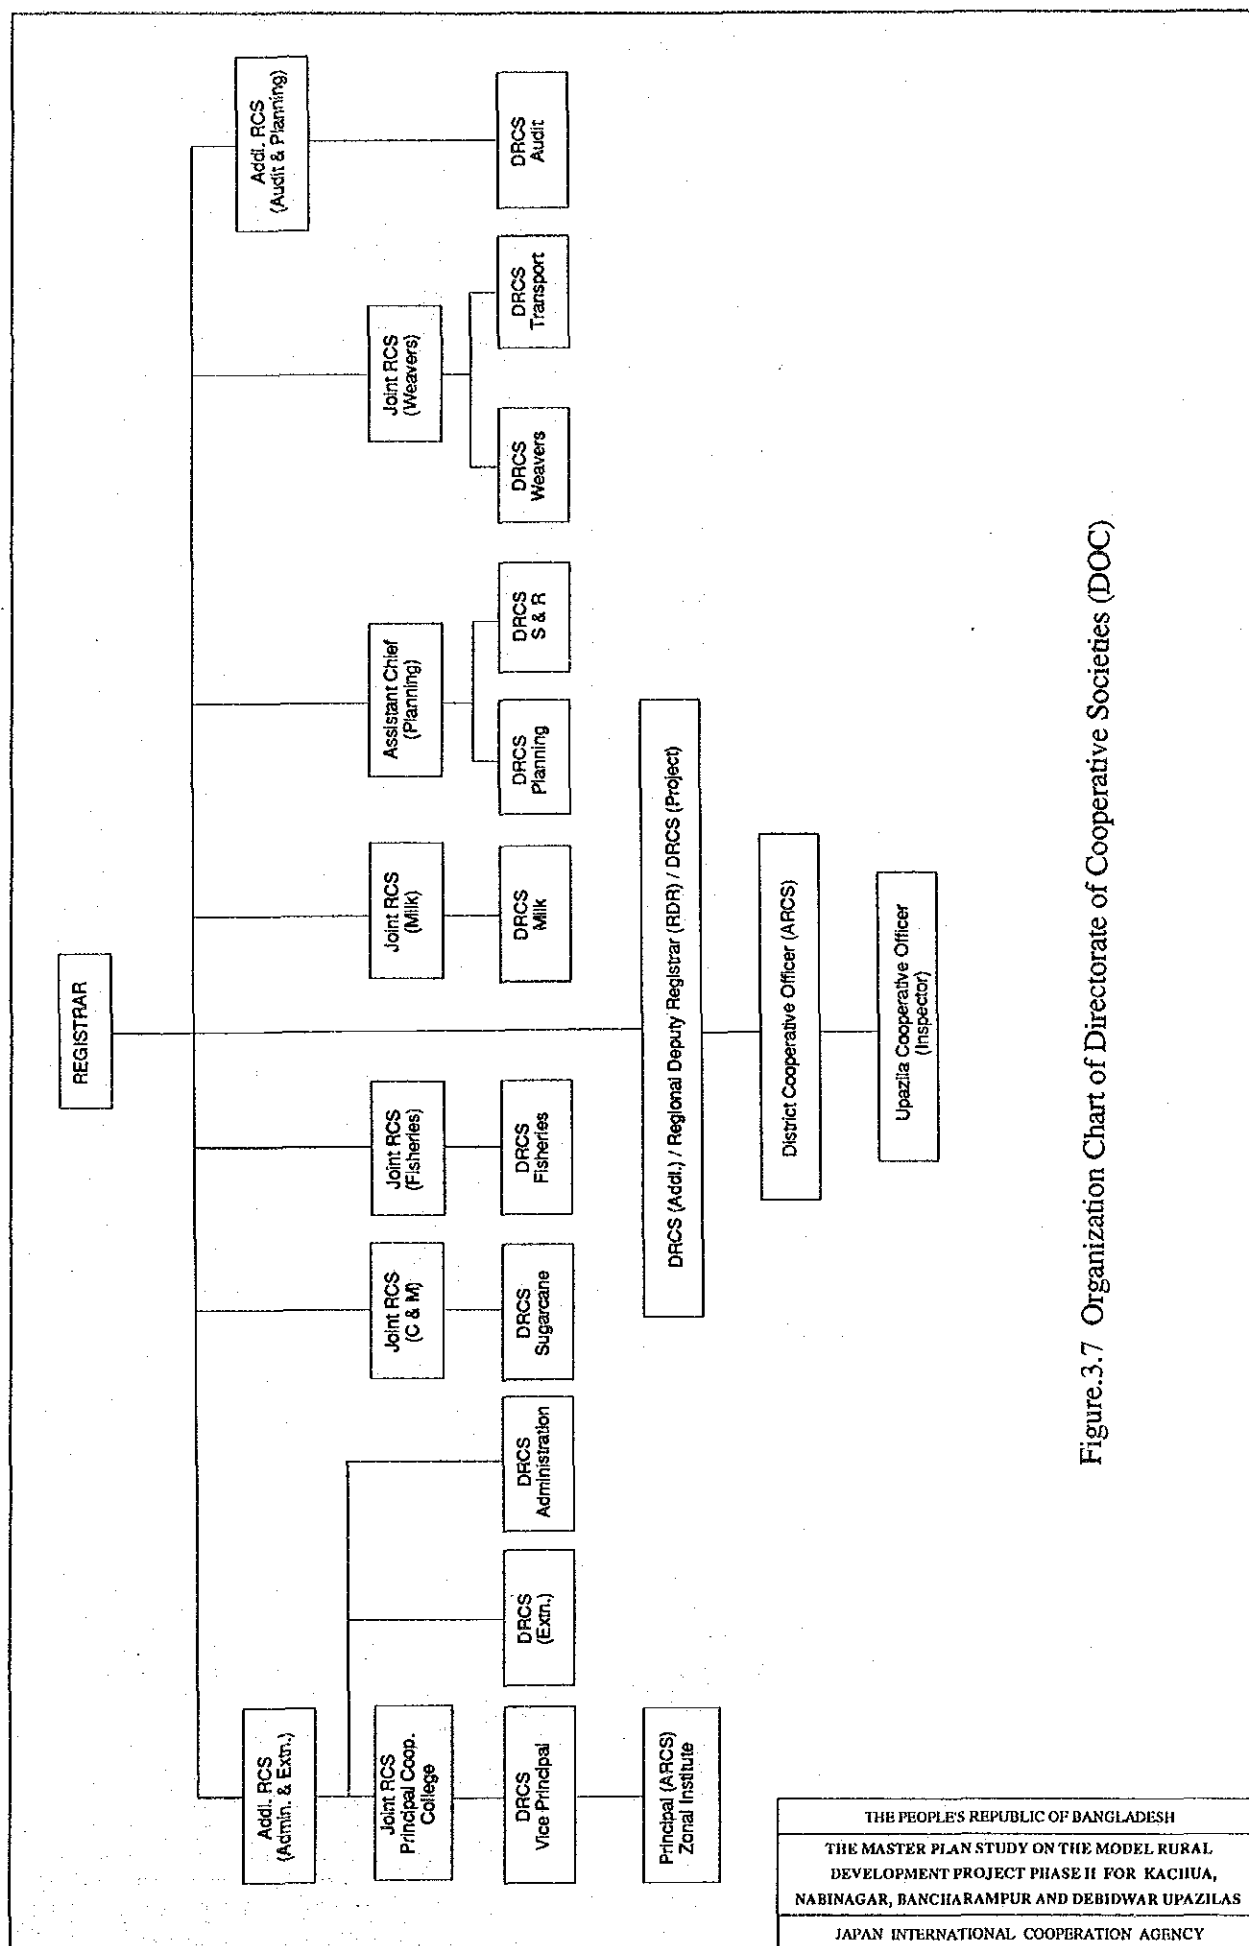 REGISTRAR
Addl. RCS
(Admin. & Extn.)
Addl. RCS
(Audit & Planning)
Joint RCS
Principal Coop.
College
Joint RCS
(C & M)
Joint RCS
(Fisheries)
Joint RCS
(Milk)
Assistant Chief
(Planning)
Joint RCS
(Weavers)
DRCS
Vice Principal
DRCS
(Extn.)
DRCS
Administration
DRCS
Sugarcane
DRCS
Fisheries
DRCS
Milk
DRCS
Planning
DRCS
S & R
DRCS
Weavers
DRCS
Transport
DRCS
Audit
Principal (ARCS)
Zonal Institute
DRCS (Addl.) / Regional Deputy Registrar (RDR) / DRCS (Project)
District Cooperative Officer (ARCS)
Upazila Cooperative Officer
(Inspector)
Figure.3.7 Organization Chart of Directorate of Cooperative Societies (DOC)
THE PEOPLE'S REPUBLIC OF BANGLADESH
THE MASTER PLAN STUDY ON THE MODEL RURAL
DEVELOPMENT PROJECT PHASE II FOR KACHUA,
NABINAGAR, BANCHARAMPUR AND DEBIDWAR UPAZILAS
JAPAN INTERNATIONAL COOPERATION AGENCY